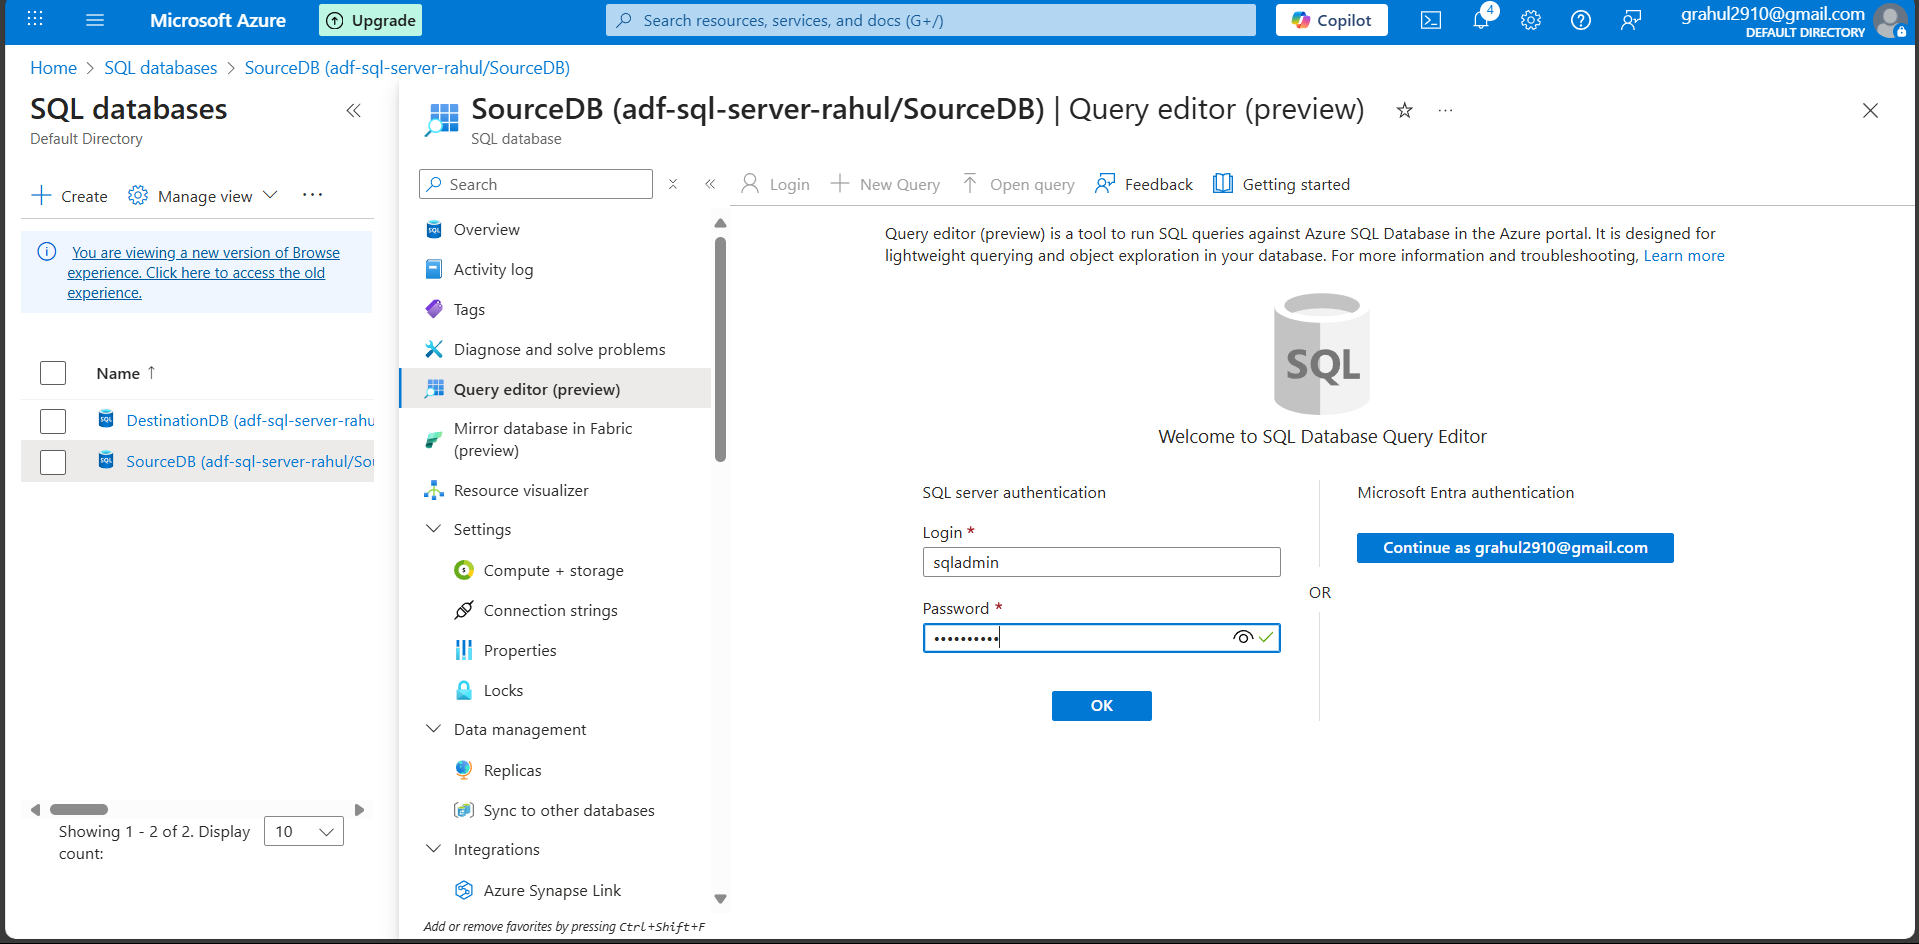 Microsoft Azure
Upgrade
Search resources, services, and docs (G+/)
Copilot
4
grahul2910@gmail.com
DEFAULT DIRECTORY
Home > SQL databases > SourceDB (adf-sql-server-rahul/SourceDB)
SQL databases
Default Directory
Create
Manage view
You are viewing a new version of Browse
experience. Click here to access the old
experience.
Name ↑
DestinationDB (adf-sql-server-rahu
SourceDB (adf-sql-server-rahul/Sou
Showing 1 - 2 of 2. Display
count:
10
SourceDB (adf-sql-server-rahul/SourceDB) | Query editor (preview)
SQL database
Search
Overview
Activity log
Tags
Diagnose and solve problems
Query editor (preview)
Mirror database in Fabric
(preview)
Resource visualizer
Settings
Compute + storage
Connection strings
Properties
Locks
Data management
Replicas
Sync to other databases
Integrations
Azure Synapse Link
Add or remove favorites by pressing Ctrl+Shift+F
Login
New Query
Open query
Feedback
Getting started
Query editor (preview) is a tool to run SQL queries against Azure SQL Database in the Azure portal. It is designed for
lightweight querying and object exploration in your database. For more information and troubleshooting, Learn more
SQL
Welcome to SQL Database Query Editor
SQL server authentication
Login *
sqladmin
Password *
••••••••••
OK
OR
Microsoft Entra authentication
Continue as grahul2910@gmail.com